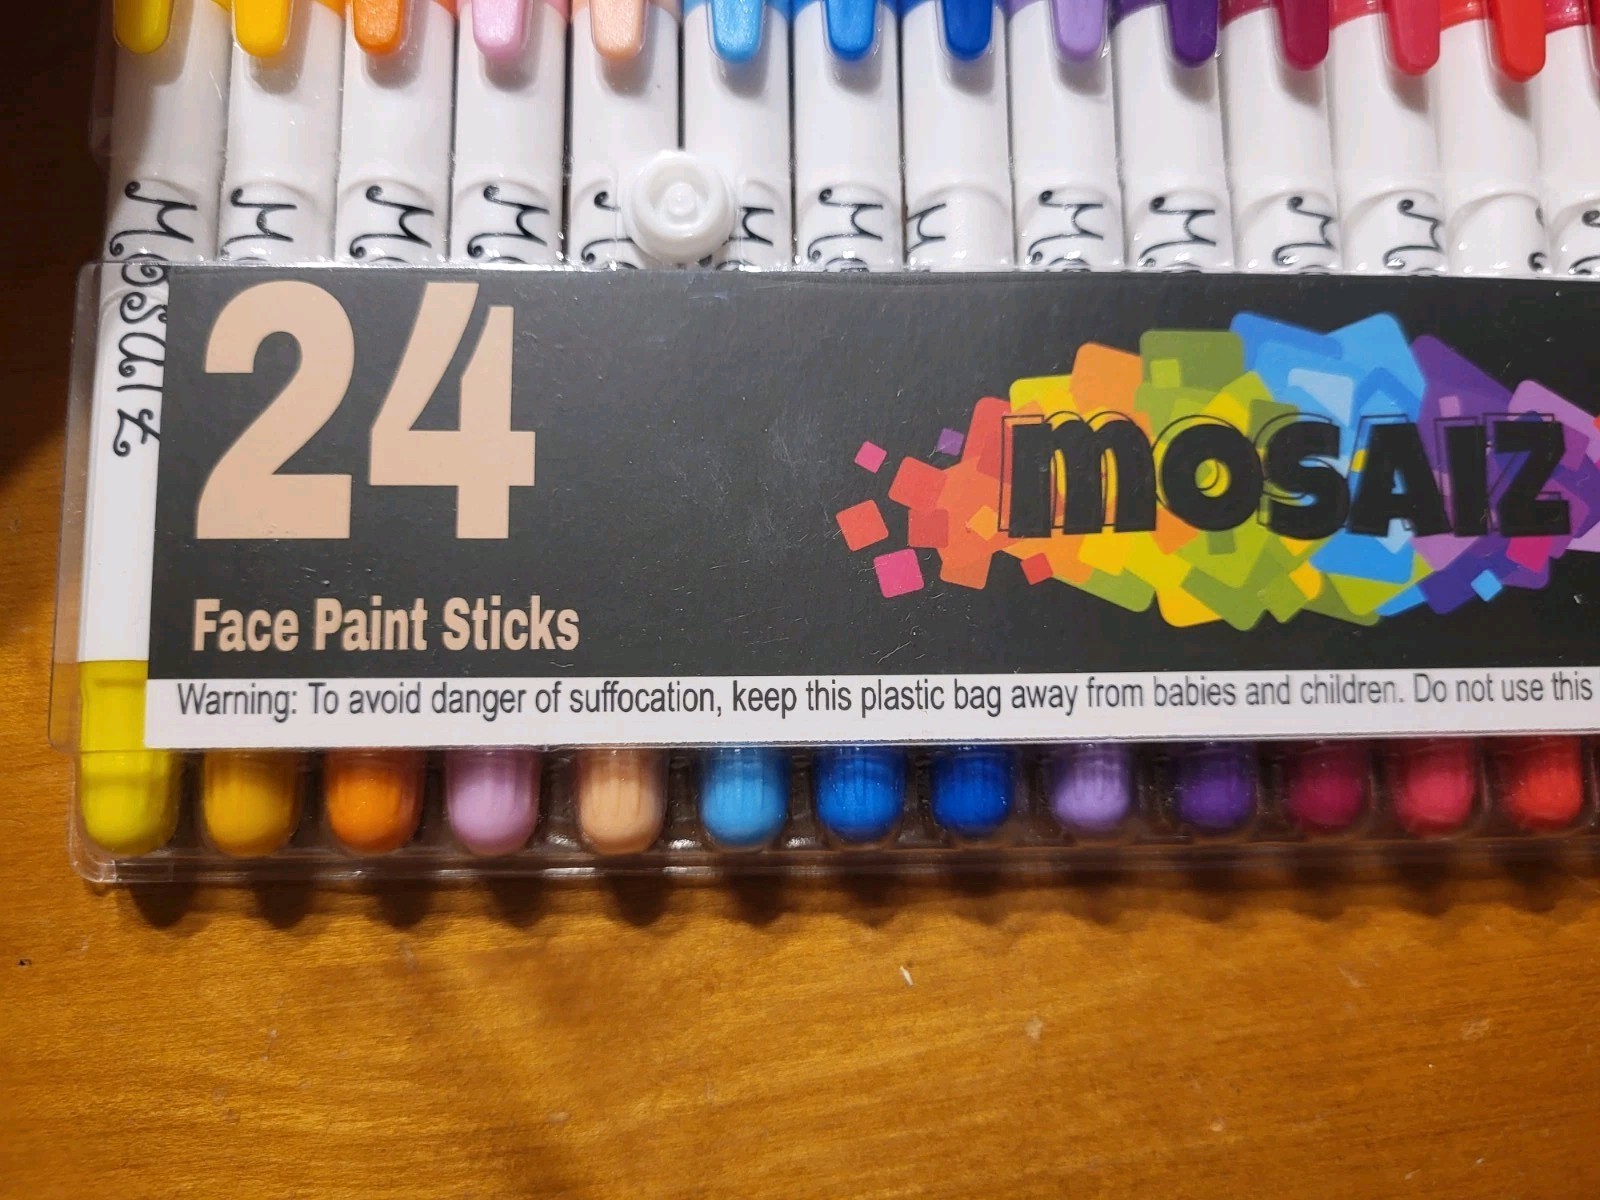 Mosaiz
24
MOSAIZ
Face Paint Sticks
Warning: To avoid danger of suffocation, keep this plastic bag away from babies and children. Do not use this